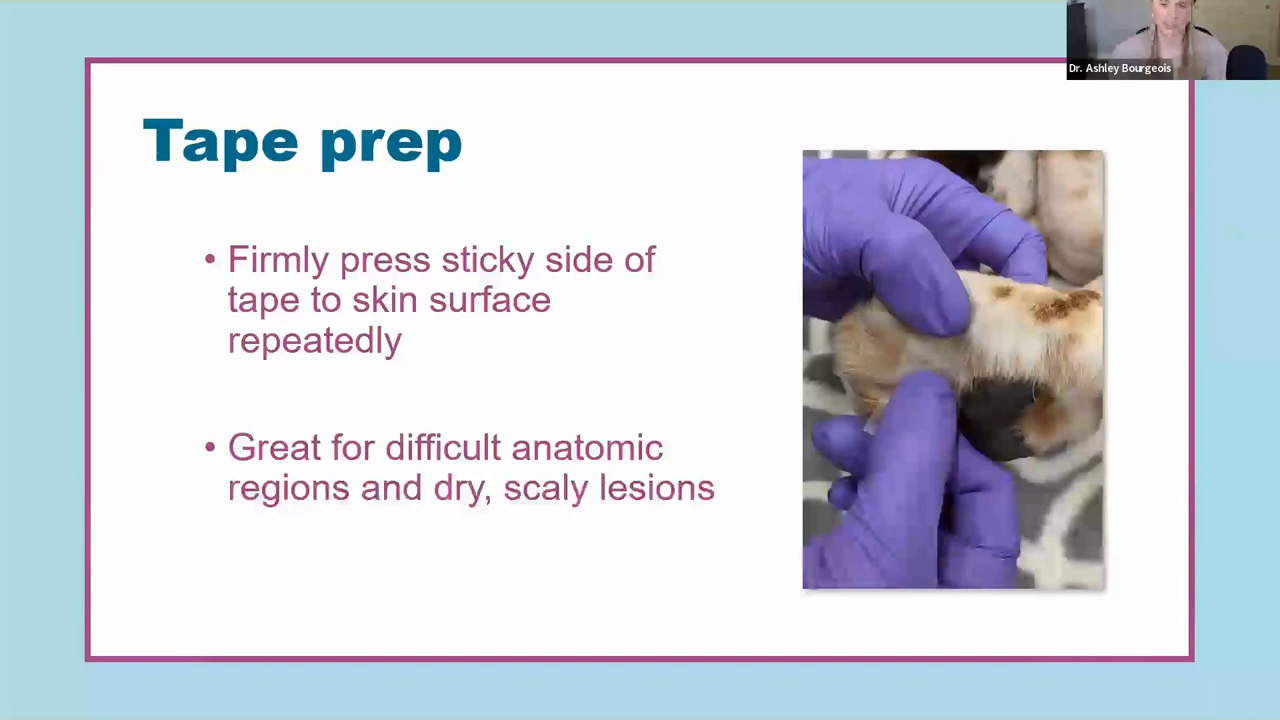 Dr. Ashley Bourgeois
Tape prep
• Firmly press sticky side of
tape to skin surface
repeatedly
• Great for difficult anatomic
regions and dry, scaly lesions